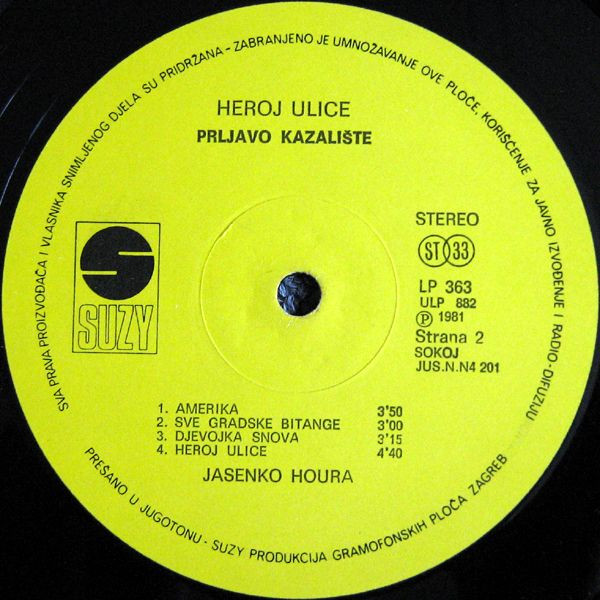 SVA PRAVA PROIZVOĐAČA I VLASNIKA SNIMLJENOG DJELA SU PRIDRŽANA - ZABRANJENO JE UMNOŽAVANJE OVE PLOČE, KORIŠĆENJE ZA JAVNO IZVOĐENJE I RADIO-DIFUZIJU
HEROJ ULICE
PRLJAVO KAZALIŠTE
STEREO
ST 33
S
SUZY
LP 363
ULP 882
Ⓟ 1981
Strana 2
SOKOJ
JUS.N.N4 201
1. AMERIKA 3'50
2. SVE GRADSKE BITANGE 3'00
3. DJEVOJKA SNOVA 3'15
4. HEROJ ULICE 4'40
JASENKO HOURA
PREŠANO U JUGOTONU - SUZY PRODUKCIJA GRAMOFONSKIH PLOČA ZAGREB